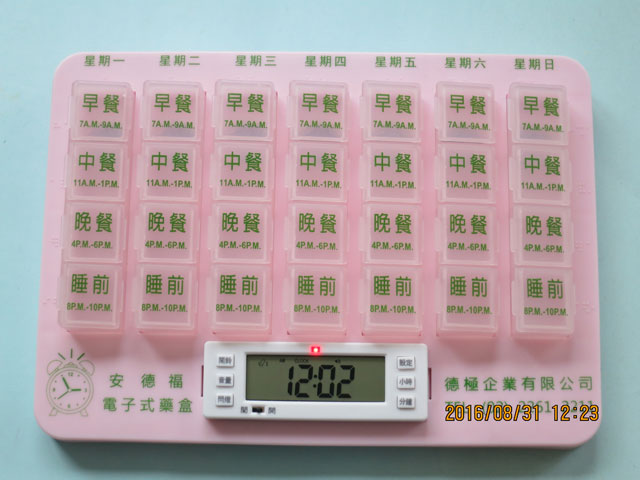 星期一 星期二 星期三 星期四 星期五 星期六 星期日
早餐 早餐 早餐 早餐 早餐 早餐 早餐
7A.M.-9A.M. 7A.M.-9A.M. 7A.M.-9A.M. 7A.M.-9A.M. 7A.M.-9A.M. 7A.M.-9A.M. 7A.M.-9A.M.
中餐 中餐 中餐 中餐 中餐 中餐 中餐
11A.M.-1P.M. 11A.M.-1P.M. 11A.M.-1P.M. 11A.M.-1P.M. 11A.M.-1P.M. 11A.M.-1P.M. 11A.M.-1P.M.
晚餐 晚餐 晚餐 晚餐 晚餐 晚餐 晚餐
4P.M.-6P.M. 4P.M.-6P.M. 4P.M.-6P.M. 4P.M.-6P.M. 4P.M.-6P.M. 4P.M.-6P.M. 4P.M.-6P.M.
睡前 睡前 睡前 睡前 睡前 睡前 睡前
8P.M.-10P.M. 8P.M.-10P.M. 8P.M.-10P.M. 8P.M.-10P.M. 8P.M.-10P.M. 8P.M.-10P.M. 8P.M.-10P.M.
安德福
電子式藥盒
音量
12:02
設定
小時
分鐘
德極企業有限公司
2016/08/31 12:23